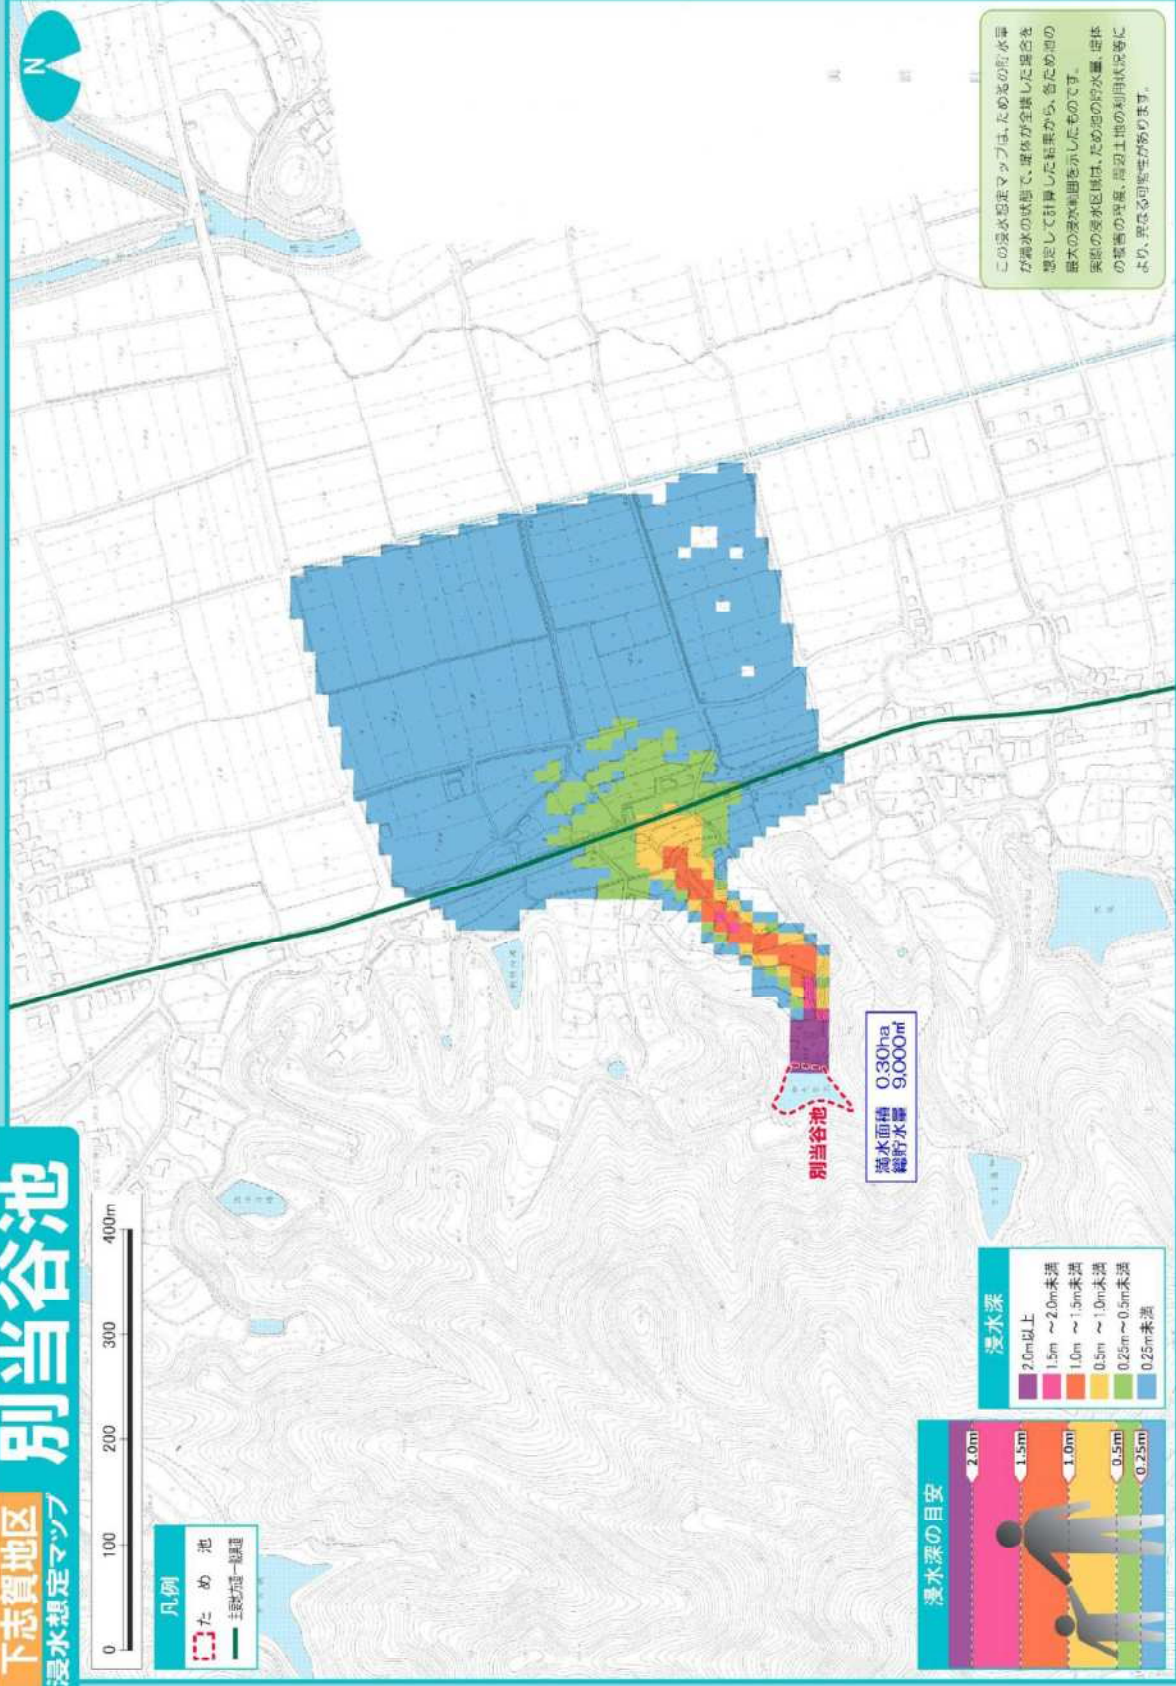 下志賀地区
浸水想定マップ
別当谷池
N
0 100 200 300 400m
凡例
ため池
主要地方道・一般県道
この浸水想定マップは、ため池の貯水量
が満水の状態で、堤体が全壊した場合を
想定して計算した結果から、各ため池の
最大の浸水範囲を示したものです。
実際の浸水区域は、ため池の貯水量、堤体
の被害の程度、周辺土地の利用状況等に
より、異なる可能性があります。
別当谷池
満水面積 0.30ha
総貯水量 9,000㎥
浸水深の目安
2.0m
1.5m
1.0m
0.5m
0.25m
浸水深
2.0m以上
1.5m ～2.0m未満
1.0m ～1.5m未満
0.5m ～1.0m未満
0.25m～0.5m未満
0.25m未満